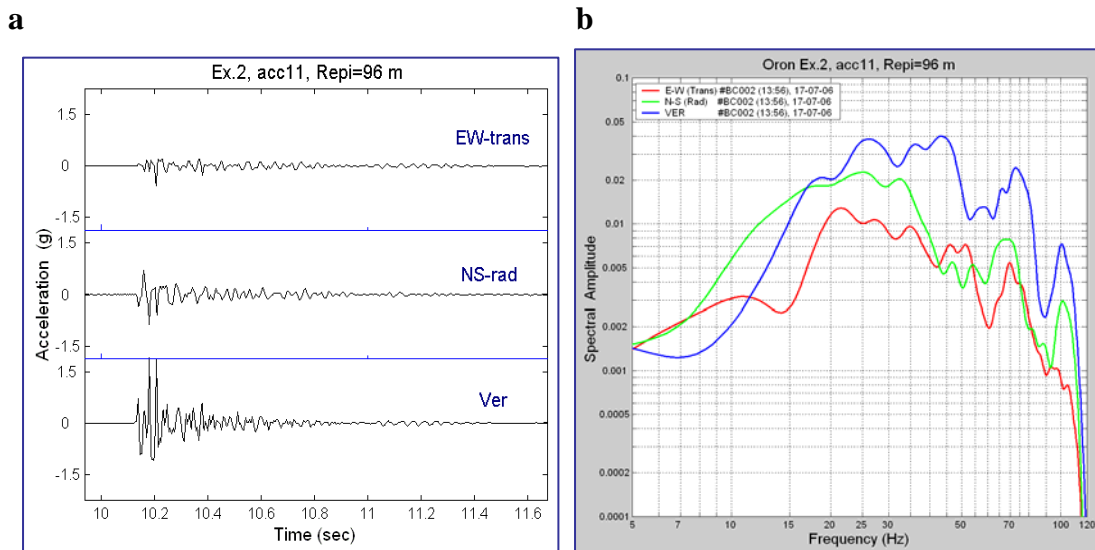 a
b
Ex.2, acc11, Repi=96 m
EW-trans
NS-rad
Ver
Acceleration (g)
1.5
0
-1.5
1.5
0
-1.5
1.5
0
-1.5
10 10.2 10.4 10.6 10.8 11 11.2 11.4 11.6
Time (sec)
Oron Ex.2, acc11, Repi=96 m
E-W (Trans) #BC002 (13:56), 17-07-06
N-S (Rad) #BC002 (13:56), 17-07-06
VER #BC002 (13:56), 17-07-06
Spectral Amplitude
0.1
0.05
0.02
0.01
0.005
0.002
0.001
0.0005
0.0002
0.0001
5 7 10 15 20 25 30 50 70 100 120
Frequency (Hz)